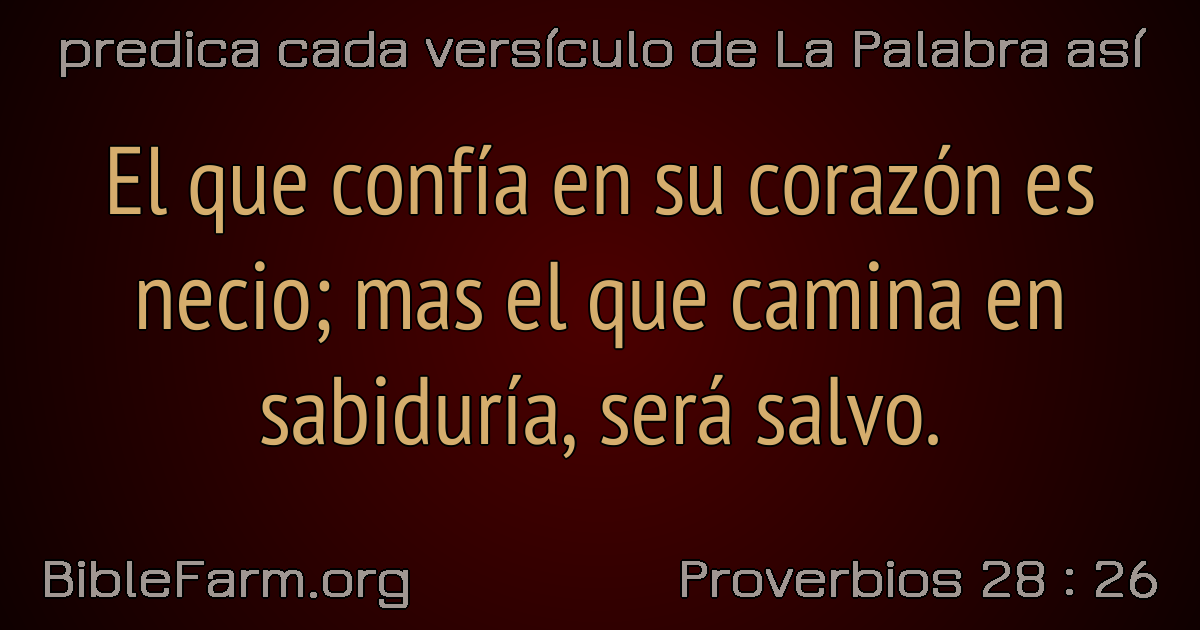 predica cada versículo de La Palabra así
El que confía en su corazón es
necio; mas el que camina en
sabiduría, será salvo.
BibleFarm.org
Proverbios 28 : 26